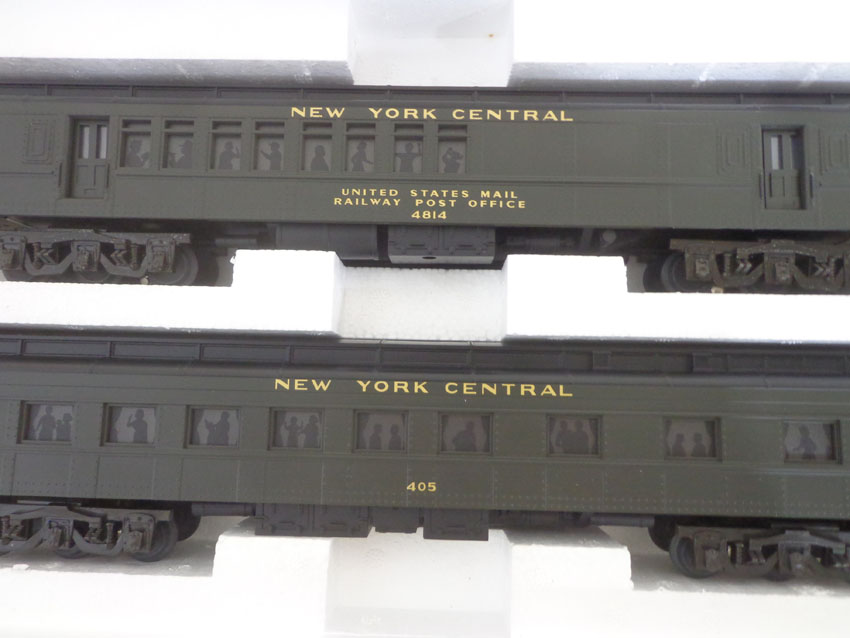 NEW YORK CENTRAL
UNITED STATES MAIL
RAILWAY POST OFFICE
4814
NEW YORK CENTRAL
405